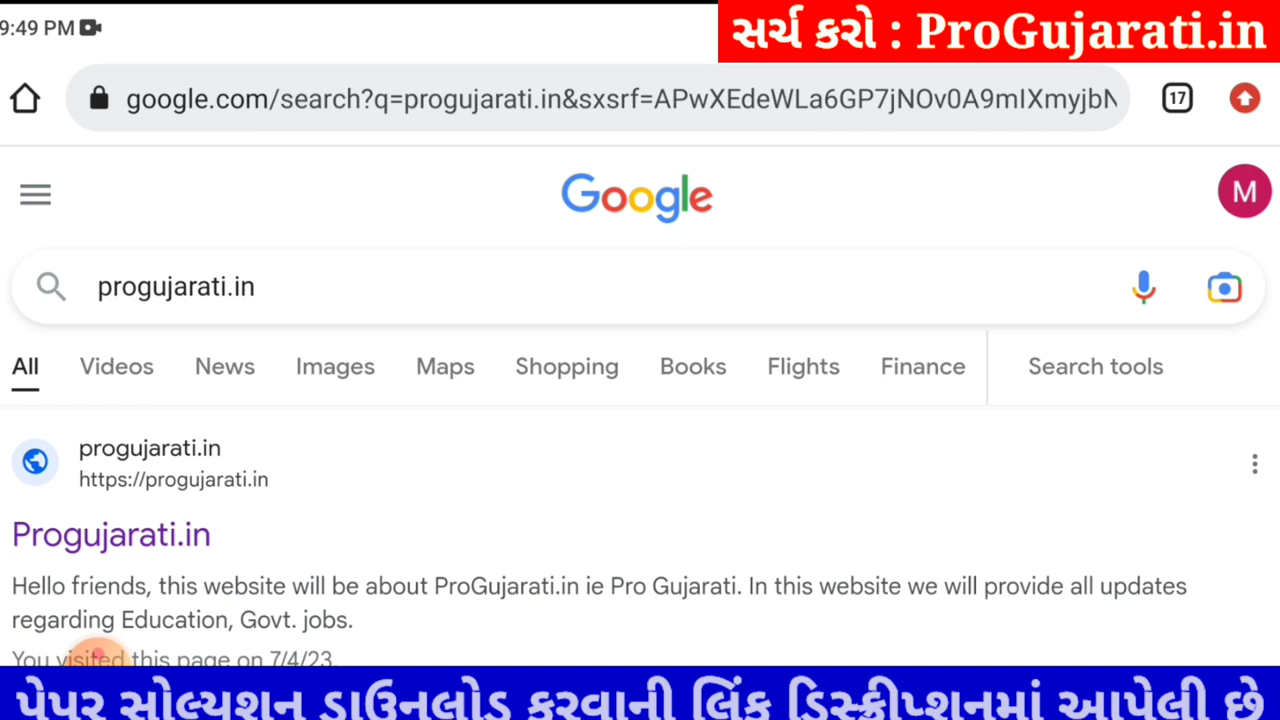 9:49 PM
સર્ચ કરો : ProGujarati.in
google.com/search?q=progujarati.in&sxsrf=APwXEdeWLa6GP7jNOv0A9mIXmyjbN
17
Google
M
progujarati.in
All Videos News Images Maps Shopping Books Flights Finance Search tools
progujarati.in
https://progujarati.in
Progujarati.in
Hello friends, this website will be about ProGujarati.in ie Pro Gujarati. In this website we will provide all updates
regarding Education, Govt. jobs.
You visited this page on 7/4/23.
પેપર સોલ્યુશન ડાઉનલોડ કરવાની લિંક ડિસ્ક્રીપ્શનમાં આપેલી છે